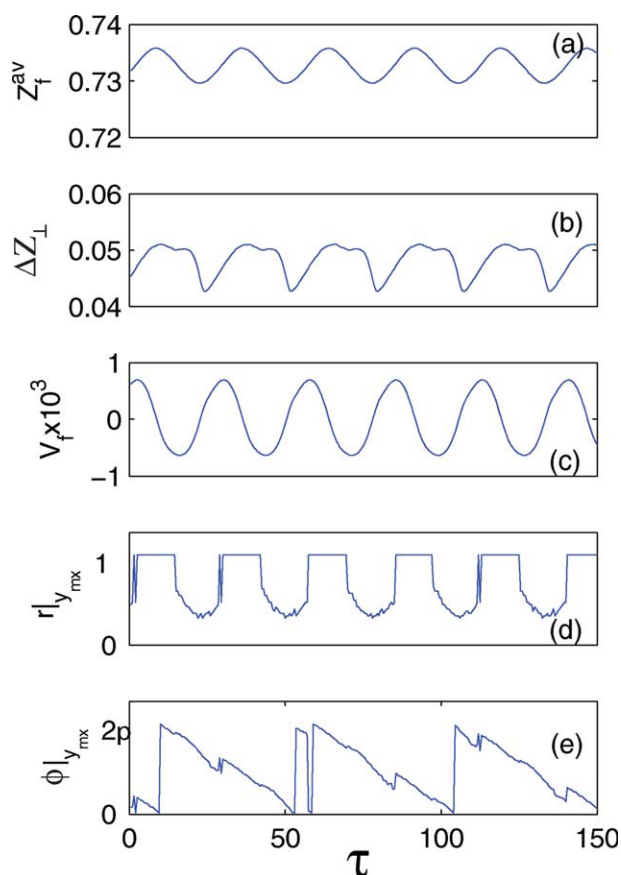 0.74
(a)
Z_f^av
0.73
0.72
0.06
(b)
ΔZ_⊥
0.05
0.04
1
V_f x10^3
0
(c)
−1
1
r|_y_mx
0
(d)
2p
(e)
ϕ|_y_mx
0
0 50 100 150
τ